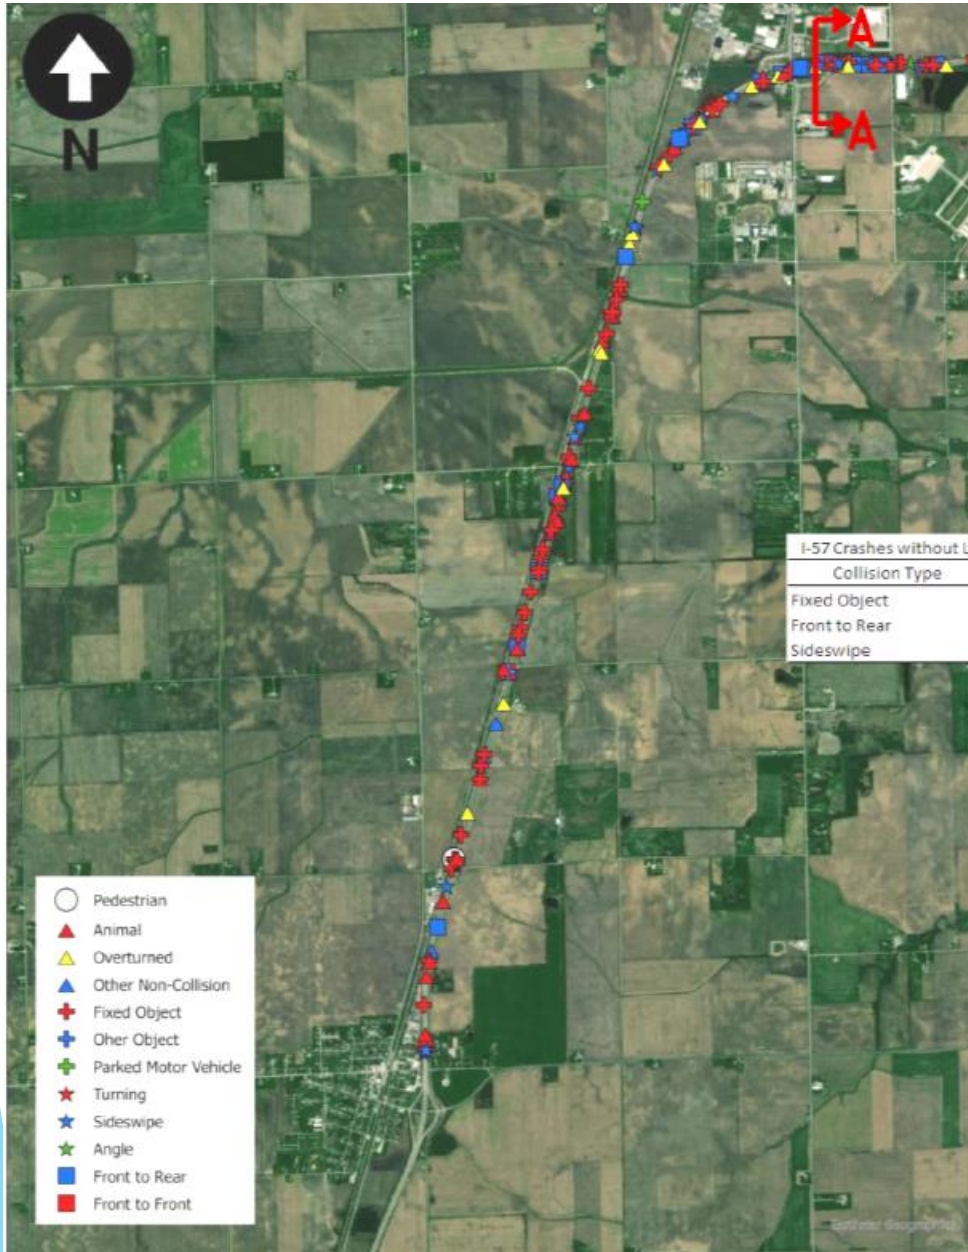 N
A
A
I-57 Crashes without L
Collision Type
Fixed Object
Front to Rear
Sideswipe
Pedestrian
Animal
Overturned
Other Non-Collision
Fixed Object
Oher Object
Parked Motor Vehicle
Turning
Sideswipe
Angle
Front to Rear
Front to Front